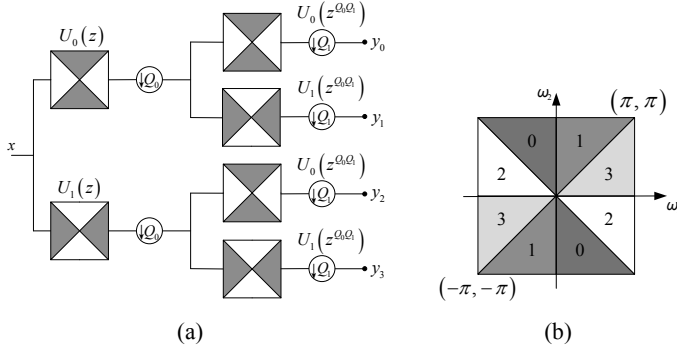 U₀(z)
↓Q₀
U₀(z^{Q₀Q₁})
↓Q₁
y₀
U₁(z^{Q₀Q₁})
↓Q₁
y₁
x
U₁(z)
↓Q₀
U₀(z^{Q₀Q₁})
↓Q₁
y₂
U₁(z^{Q₀Q₁})
↓Q₁
y₃
(a)
ω₂
(π, π)
0 1
2 3
ω
3 2
1 0
(−π, −π)
(b)